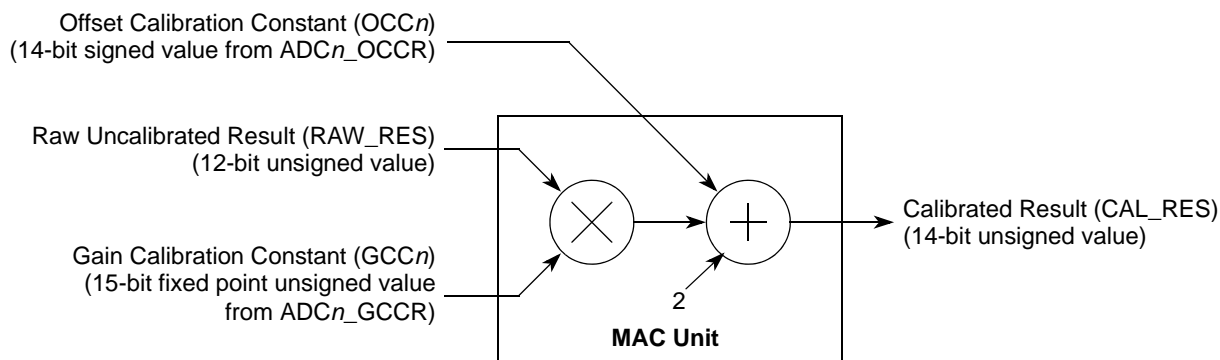 Offset Calibration Constant (OCCn)
(14-bit signed value from ADCn_OCCR)
Raw Uncalibrated Result (RAW_RES)
(12-bit unsigned value)
Gain Calibration Constant (GCCn)
(15-bit fixed point unsigned value
from ADCn_GCCR)
2
MAC Unit
Calibrated Result (CAL_RES)
(14-bit unsigned value)